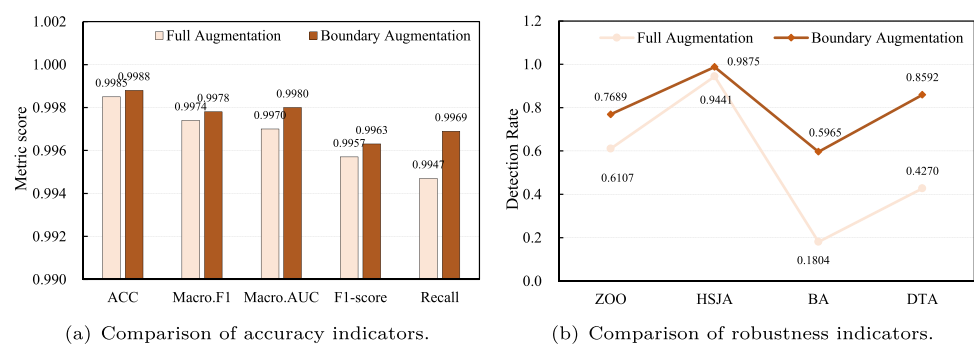 1.002
Full Augmentation Boundary Augmentation
1.000
0.9985 0.9988
0.998
0.9974 0.9978
0.9970 0.9980
0.9957 0.9963
0.9947 0.9969
0.996
0.994
0.992
0.990
Metric score
ACC Macro.F1 Macro.AUC F1-score Recall
(a) Comparison of accuracy indicators.
1.2
Full Augmentation Boundary Augmentation
1.0
0.8
0.6
0.4
0.2
0.0
Detection Rate
0.7689 0.9875 0.5965 0.8592
0.6107 0.9441 0.1804 0.4270
ZOO HSJA BA DTA
(b) Comparison of robustness indicators.